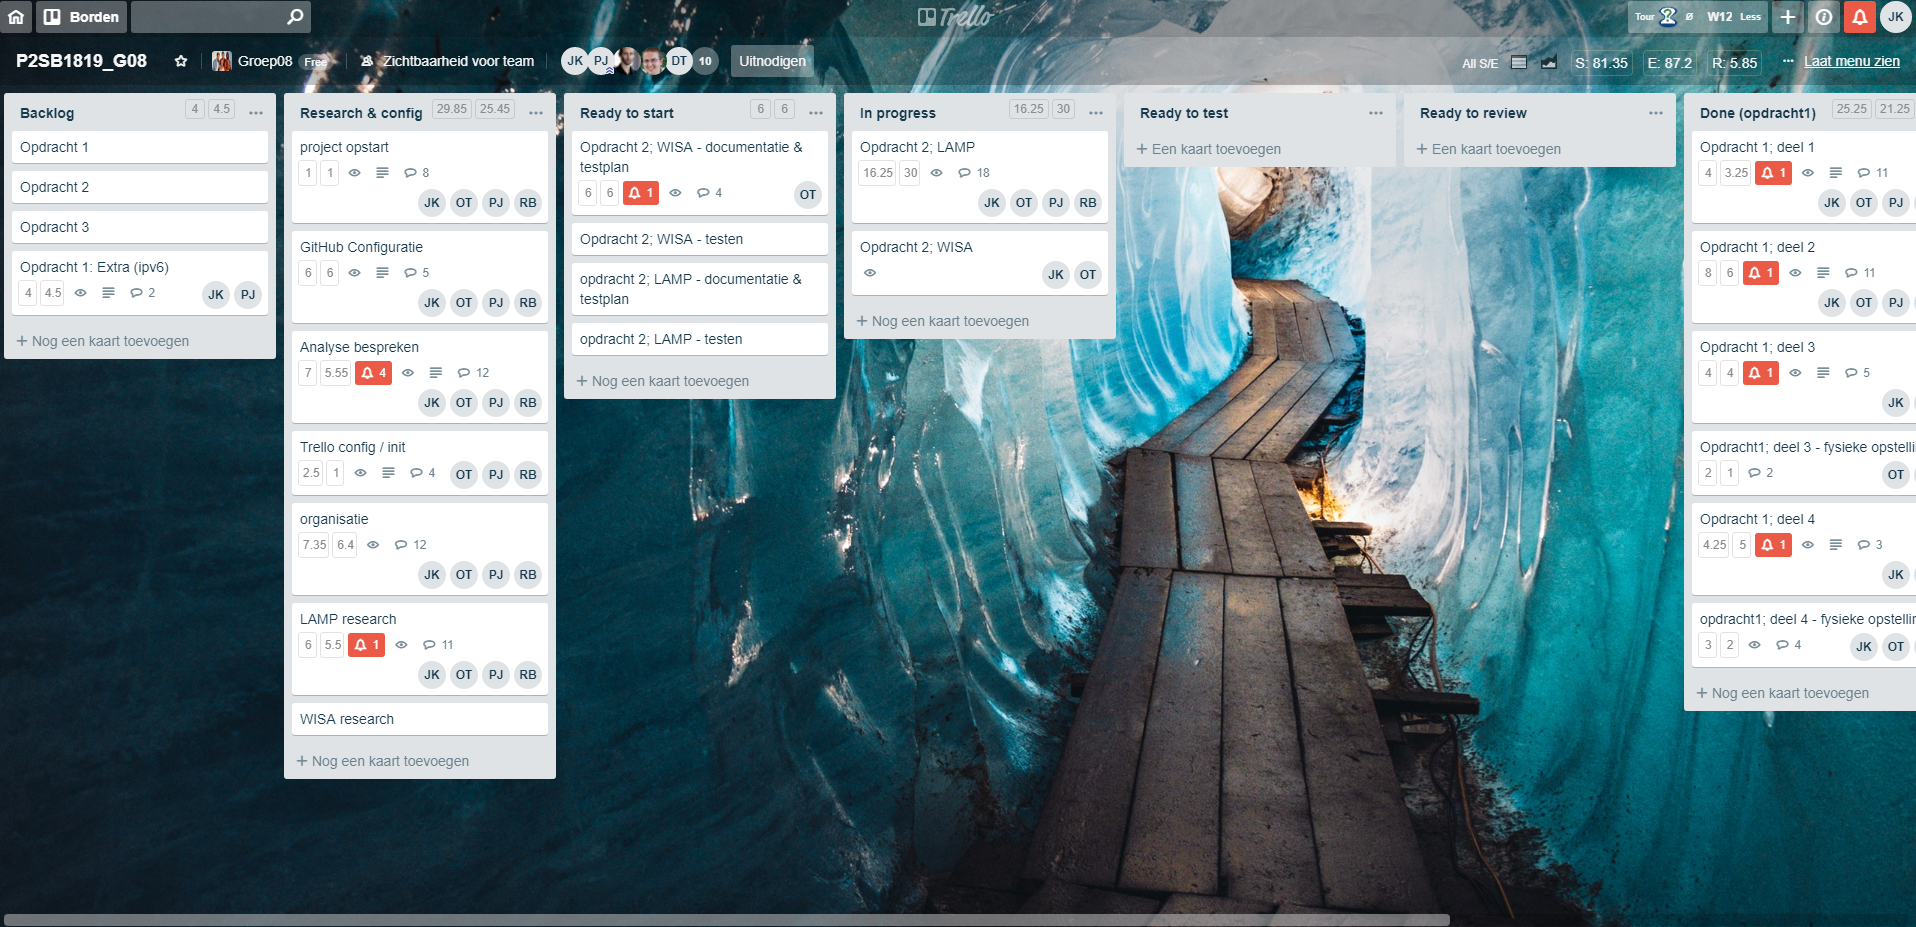 Borden
Trello
Tour Ø W12 Less
JK
P2SB1819_G08
Groep08 Free
Zichtbaarheid voor team
JK PJ DT 10
Uitnodigen
All S/E S: 81.35 E: 87.2 R: 5.85
Laat menu zien
Backlog 4 4.5
Opdracht 1
Opdracht 2
Opdracht 3
Opdracht 1: Extra (ipv6)
4 4.5 2 JK PJ
+ Nog een kaart toevoegen
Research & config 29.85 25.45
project opstart
1 1 8
JK OT PJ RB
GitHub Configuratie
6 6 5
JK OT PJ RB
Analyse bespreken
7 5.55 4 12
JK OT PJ RB
Trello config / init
2.5 1 4 OT PJ RB
organisatie
7.35 6.4 12
JK OT PJ RB
LAMP research
6 5.5 1 11
JK OT PJ RB
WISA research
+ Nog een kaart toevoegen
Ready to start 6 6
Opdracht 2; WISA - documentatie &
testplan
6 6 1 4 OT
Opdracht 2; WISA - testen
opdracht 2; LAMP - documentatie &
testplan
opdracht 2; LAMP - testen
+ Nog een kaart toevoegen
In progress 16.25 30
Opdracht 2; LAMP
16.25 30 18
JK OT PJ RB
Opdracht 2; WISA
JK OT
+ Nog een kaart toevoegen
Ready to test
+ Een kaart toevoegen
Ready to review
+ Een kaart toevoegen
Done (opdracht1) 25.25 21.25
Opdracht 1; deel 1
4 3.25 1 11
JK OT PJ
Opdracht 1; deel 2
8 6 1 11
JK OT PJ
Opdracht 1; deel 3
4 4 1 5
JK
Opdracht1; deel 3 - fysieke opstellin
2 1 2 OT
Opdracht 1; deel 4
4.25 5 1 3
JK
opdracht1; deel 4 - fysieke opstellin
3 2 4 JK OT
+ Nog een kaart toevoegen